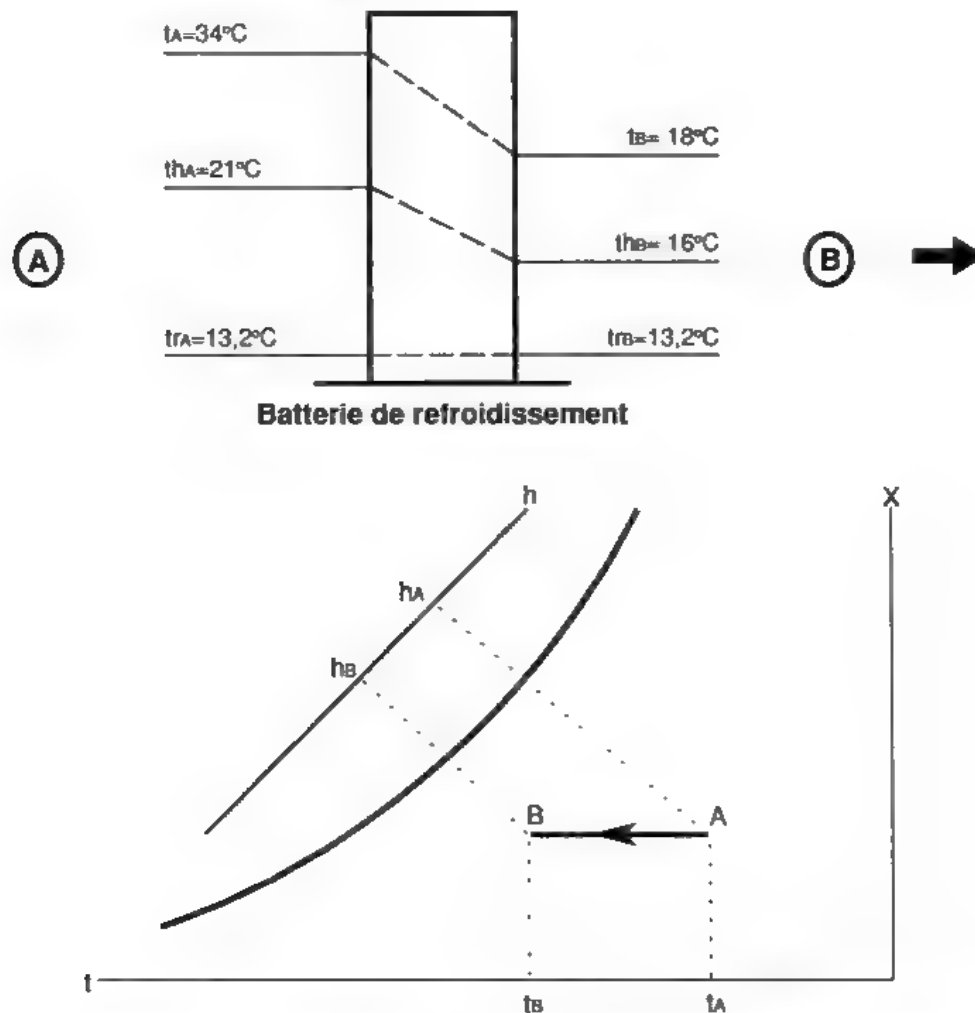 tA=34°C
tB= 18°C
thA=21°C
thB= 16°C
A
B
trA=13,2°C
trB=13,2°C
Batterie de refroidissement
h
X
hA
hB
B
A
t
tB
tA